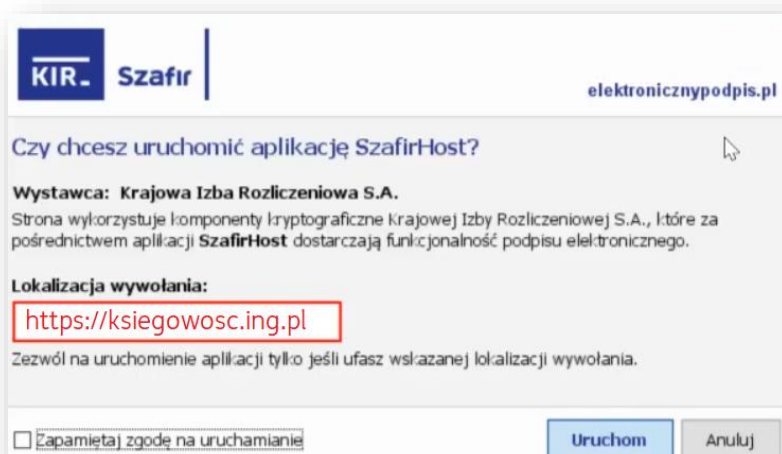 KIR Szafir
elektronicznypodpis.pl
Czy chcesz uruchomić aplikację SzafirHost?
Wystawca: Krajowa Izba Rozliczeniowa S.A.
Strona wykorzystuje komponenty kryptograficzne Krajowej Izby Rozliczeniowej S.A., które za
pośrednictwem aplikacji SzafirHost dostarczają funkcjonalność podpisu elektronicznego.
Lokalizacja wywołania:
https://ksiegowosc.ing.pl
Zezwól na uruchomienie aplikacji tylko jeśli ufasz wskazanej lokalizacji wywołania.
Zapamiętaj zgodę na uruchamianie Uruchom Anuluj